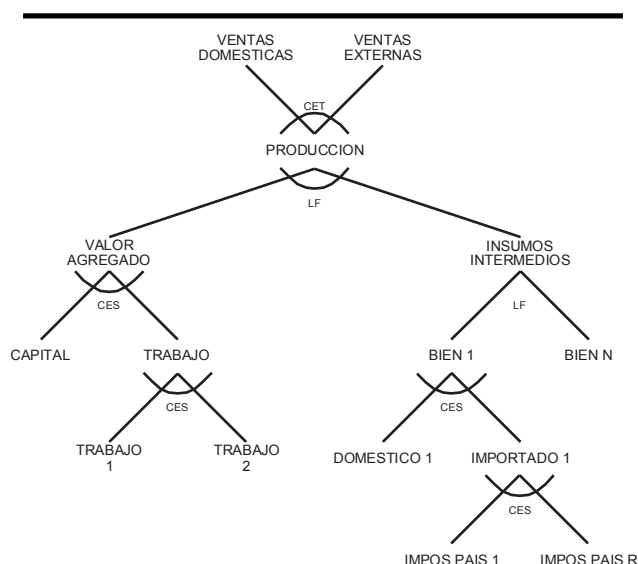 VENTAS
DOMESTICAS
VENTAS
EXTERNAS
CET
PRODUCCION
LF
VALOR
AGREGADO
INSUMOS
INTERMEDIOS
CES
LF
CAPITAL
TRABAJO
BIEN 1
BIEN N
CES
CES
TRABAJO
1
TRABAJO
2
DOMESTICO 1
IMPORTADO 1
CES
IMPOS PAIS 1
IMPOS PAIS R